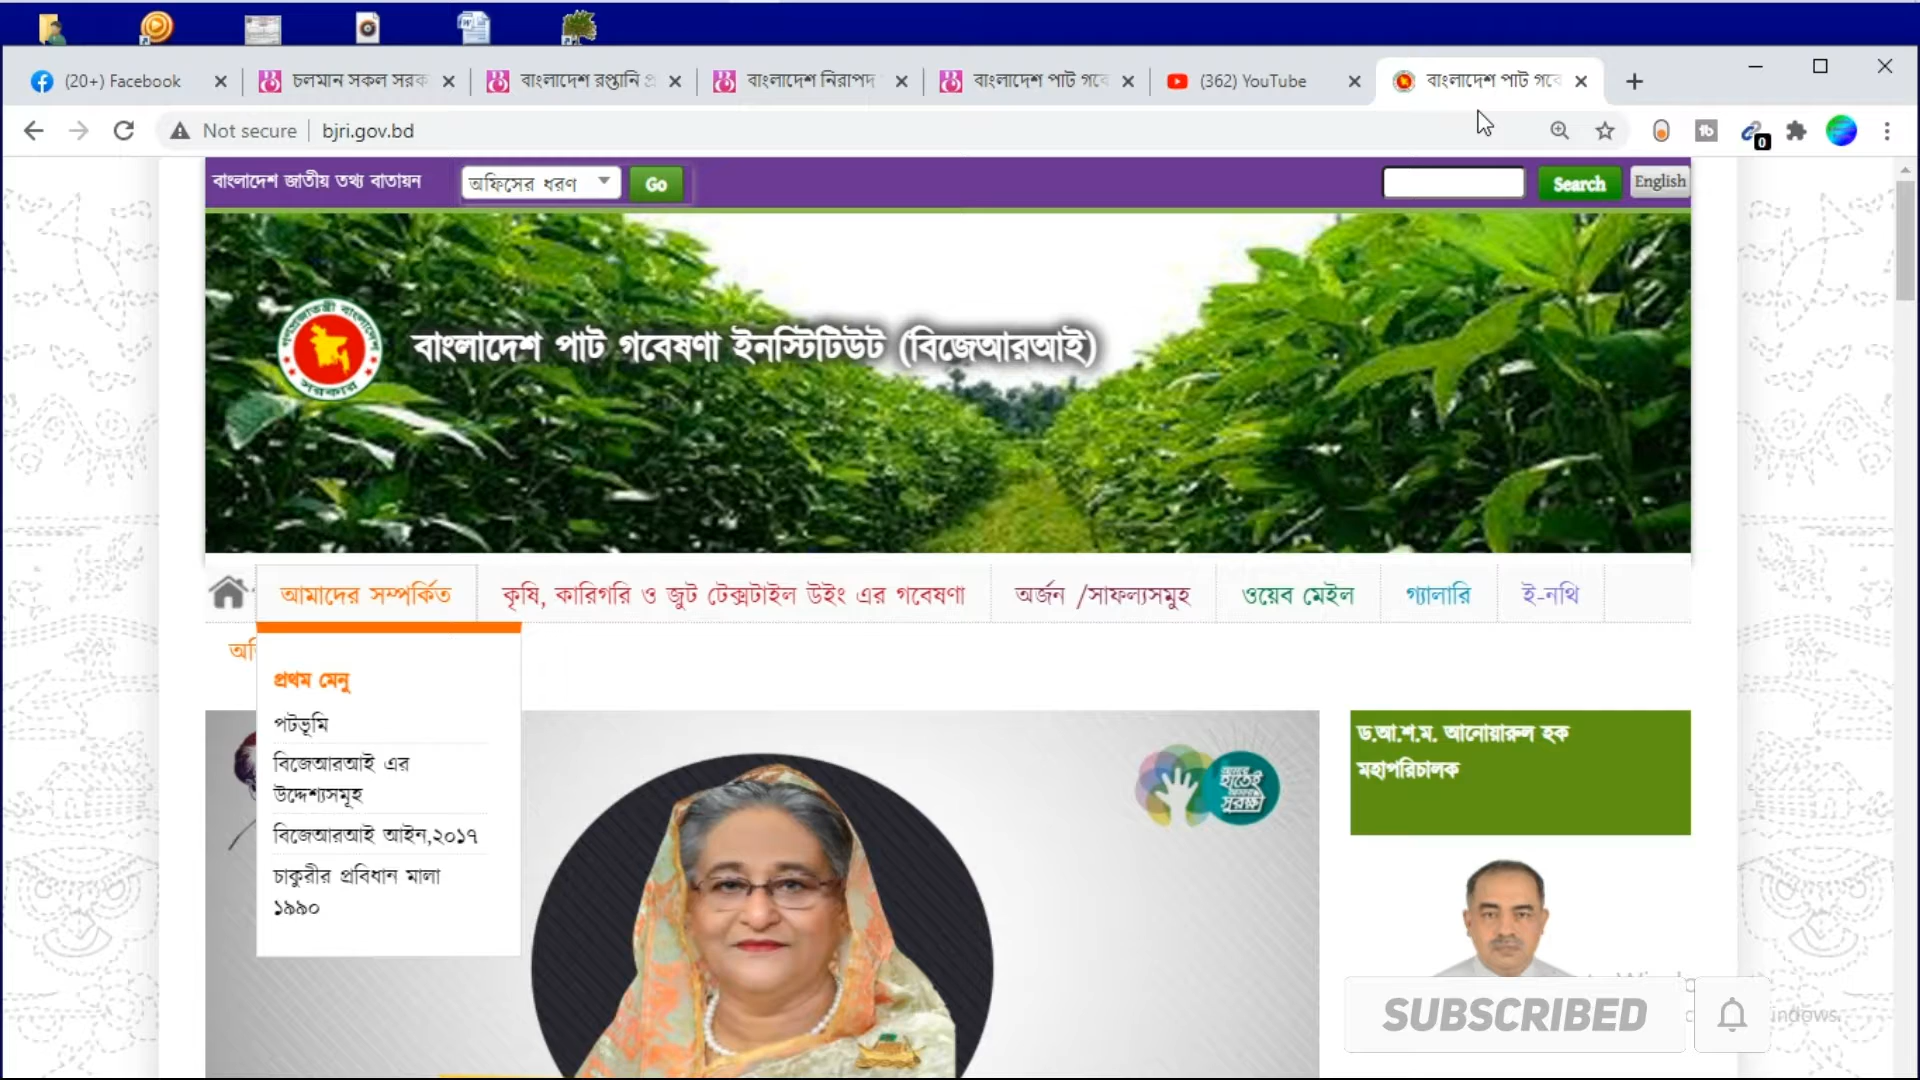 (20+) Facebook
চলমান সকল সরক
বাংলাদেশ রপ্তানি প্র
বাংলাদেশ নিরাপদ
বাংলাদেশ পাট গবে
(362) YouTube
বাংলাদেশ পাট গবে
Not secure
bjri.gov.bd
0
বাংলাদেশ জাতীয় তথ্য বাতায়ন
অফিসের ধরণ
Go
Search
English
বাংলাদেশ পাট গবেষণা ইনস্টিটিউট (বিজেআরআই)
আমাদের সম্পর্কিত
কৃষি, কারিগরি ও জুট টেক্সটাইল উইং এর গবেষণা
অর্জন /সাফল্যসমুহ
ওয়েব মেইল
গ্যালারি
ই-নথি
প্রথম মেনু
পটভূমি
বিজেআরআই এর
উদ্দেশ্যসমূহ
বিজেআরআই আইন,২০১৭
চাকুরীর প্রবিধান মালা
১৯৯০
ড.আ.শ.ম. আনোয়ারুল হক
মহাপরিচালক
SUBSCRIBED